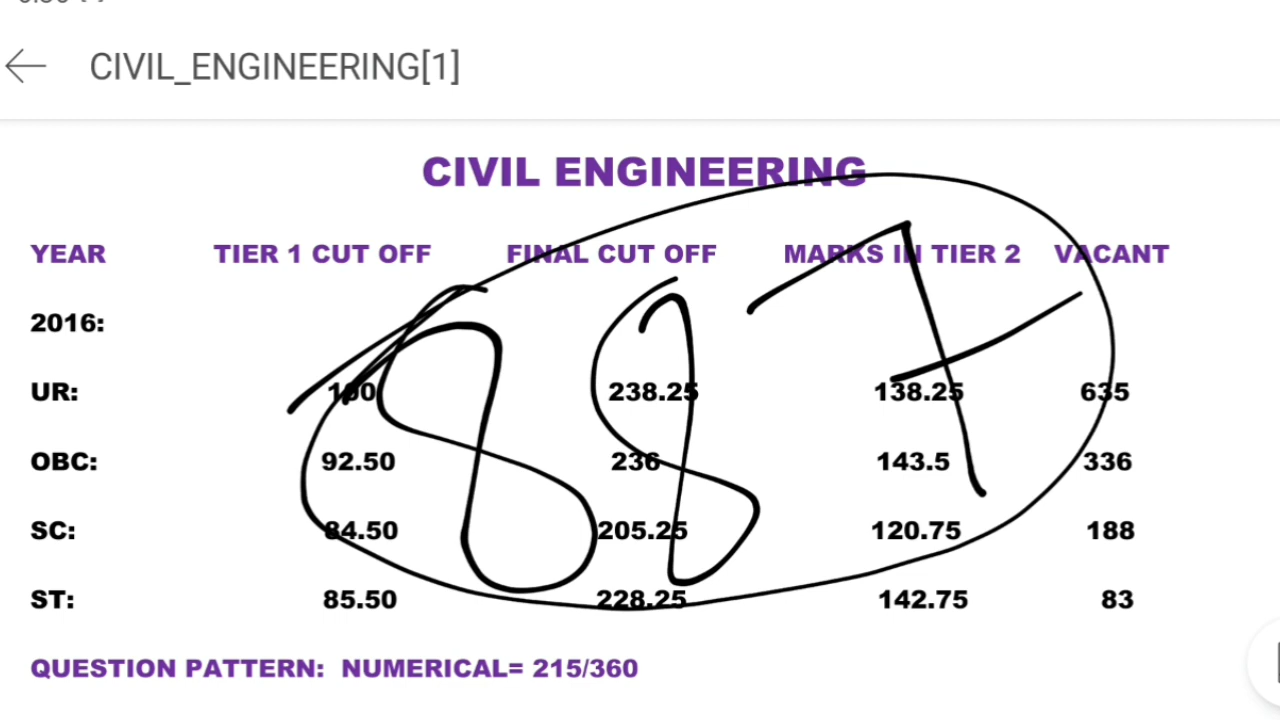 CIVIL_ENGINEERING[1]
CIVIL ENGINEERING
YEAR TIER 1 CUT OFF FINAL CUT OFF MARKS IN TIER 2 VACANT
2016:
UR: 100 238.25 138.25 635
OBC: 92.50 236 143.5 336
SC: 84.50 205.25 120.75 188
ST: 85.50 228.25 142.75 83
887
QUESTION PATTERN: NUMERICAL= 215/360